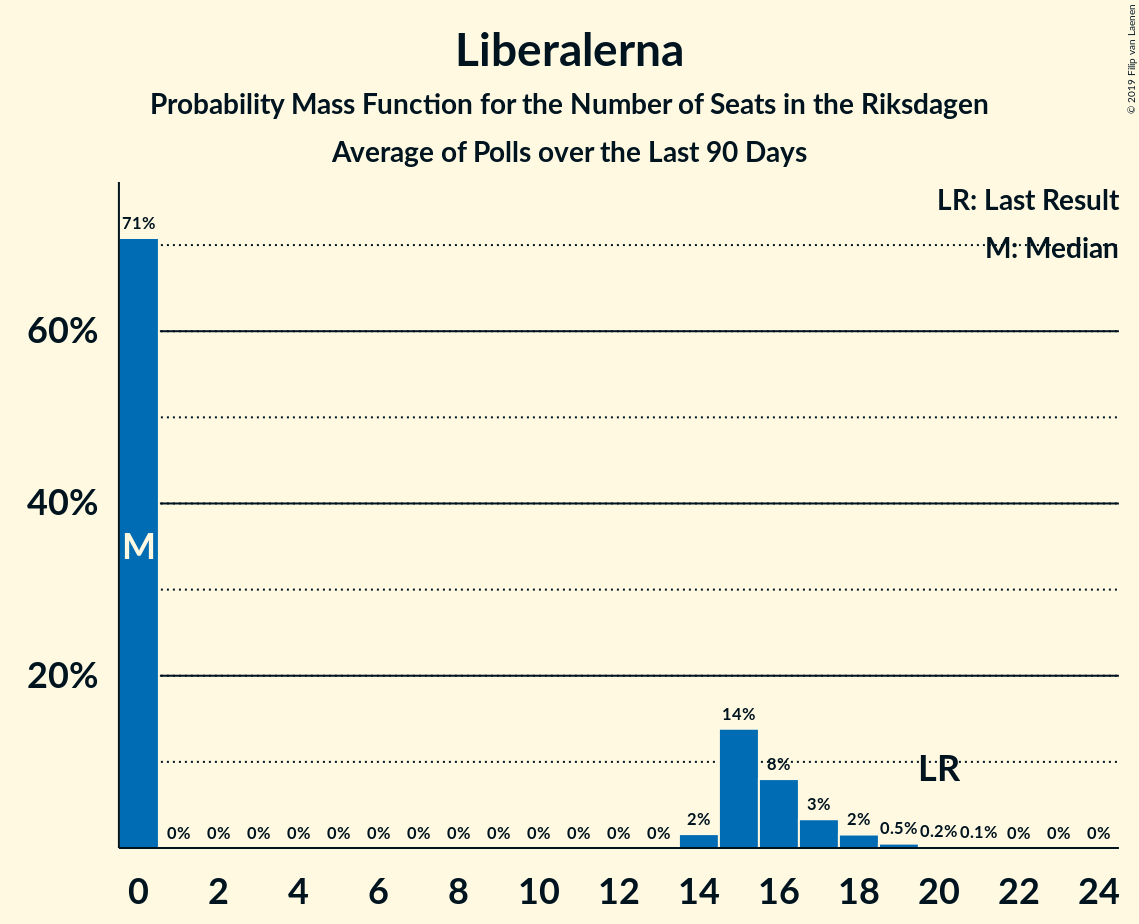 Liberalerna
Probability Mass Function for the Number of Seats in the Riksdagen
Average of Polls over the Last 90 Days
© 2019 Filip van Laenen
LR: Last Result
M: Median
71%
60%
40%
M
20%
14%
LR
8%
3%
0% 0% 0% 0% 0% 0% 0% 0% 0% 0% 0% 0% 0% 2% 2% 0.5% 0.2% 0.1% 0% 0% 0%
0 2 4 6 8 10 12 14 16 18 20 22 24